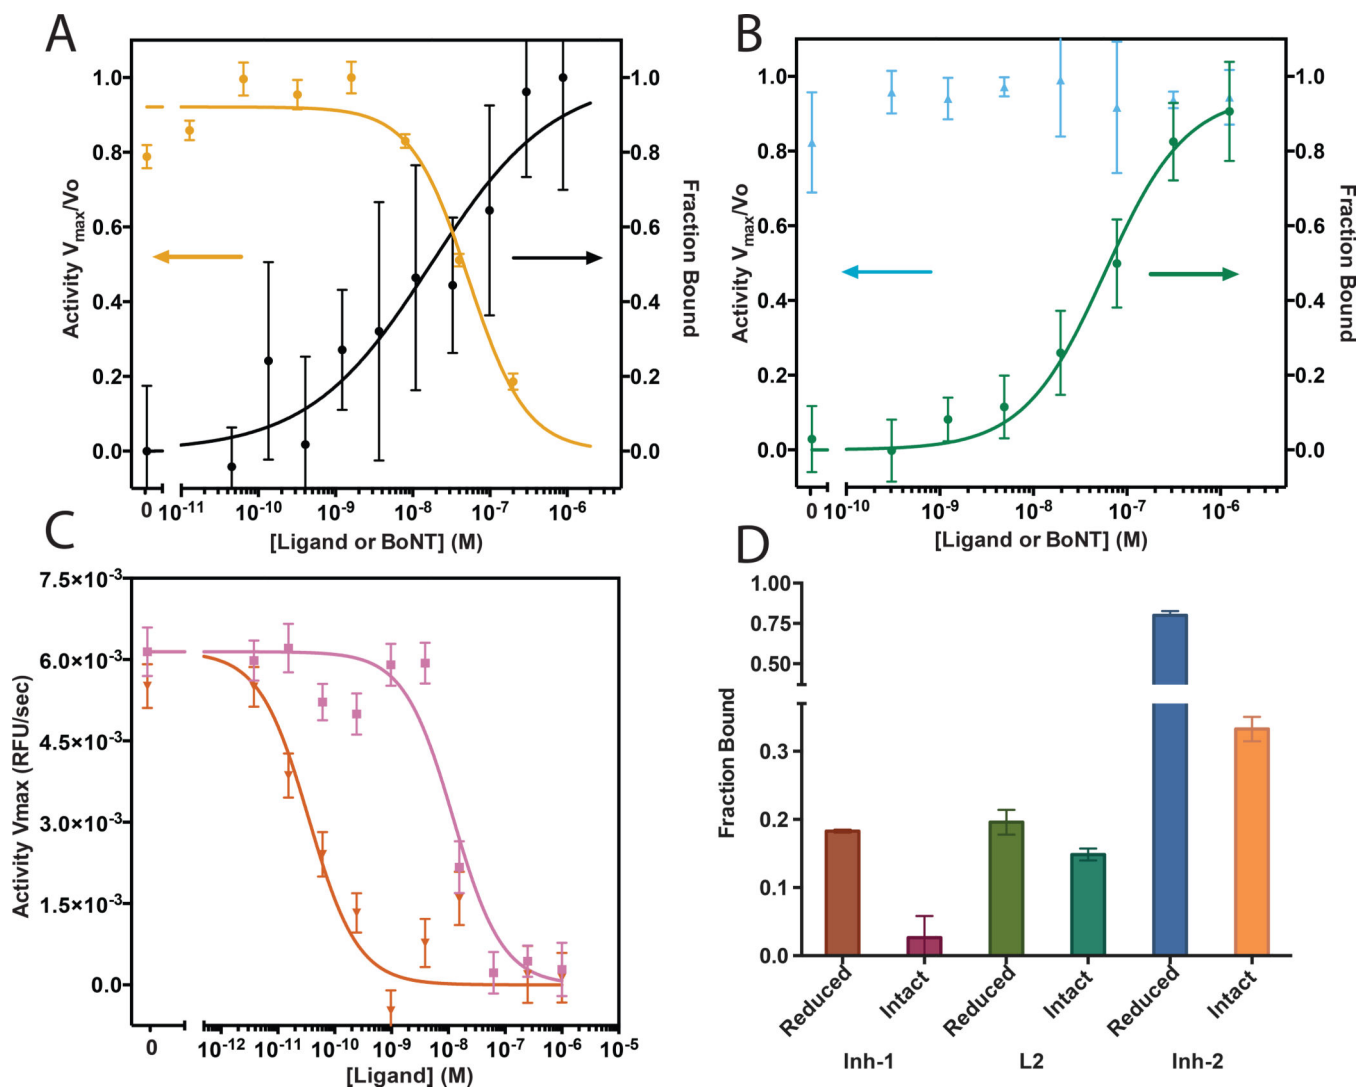 A
Activity Vmax/Vo
1.0
0.8
0.6
0.4
0.2
0.0
1.0
0.8
0.6
0.4
0.2
0.0
Fraction Bound
0 10-11 10-10 10-9 10-8 10-7 10-6
[Ligand or BoNT] (M)
B
Activity Vmax/Vo
1.0
0.8
0.6
0.4
0.2
0.0
1.0
0.8
0.6
0.4
0.2
0.0
Fraction Bound
0 10-10 10-9 10-8 10-7 10-6
[Ligand or BoNT] (M)
C
Activity Vmax (RFU/sec)
7.5×10-3
6.0×10-3
4.5×10-3
3.0×10-3
1.5×10-3
0.0
0 10-12 10-11 10-10 10-9 10-8 10-7 10-6 10-5
[Ligand] (M)
D
Fraction Bound
1.00
0.75
0.50
0.3
0.2
0.1
0.0
Reduced Intact Reduced Intact Reduced Intact
Inh-1 L2 Inh-2